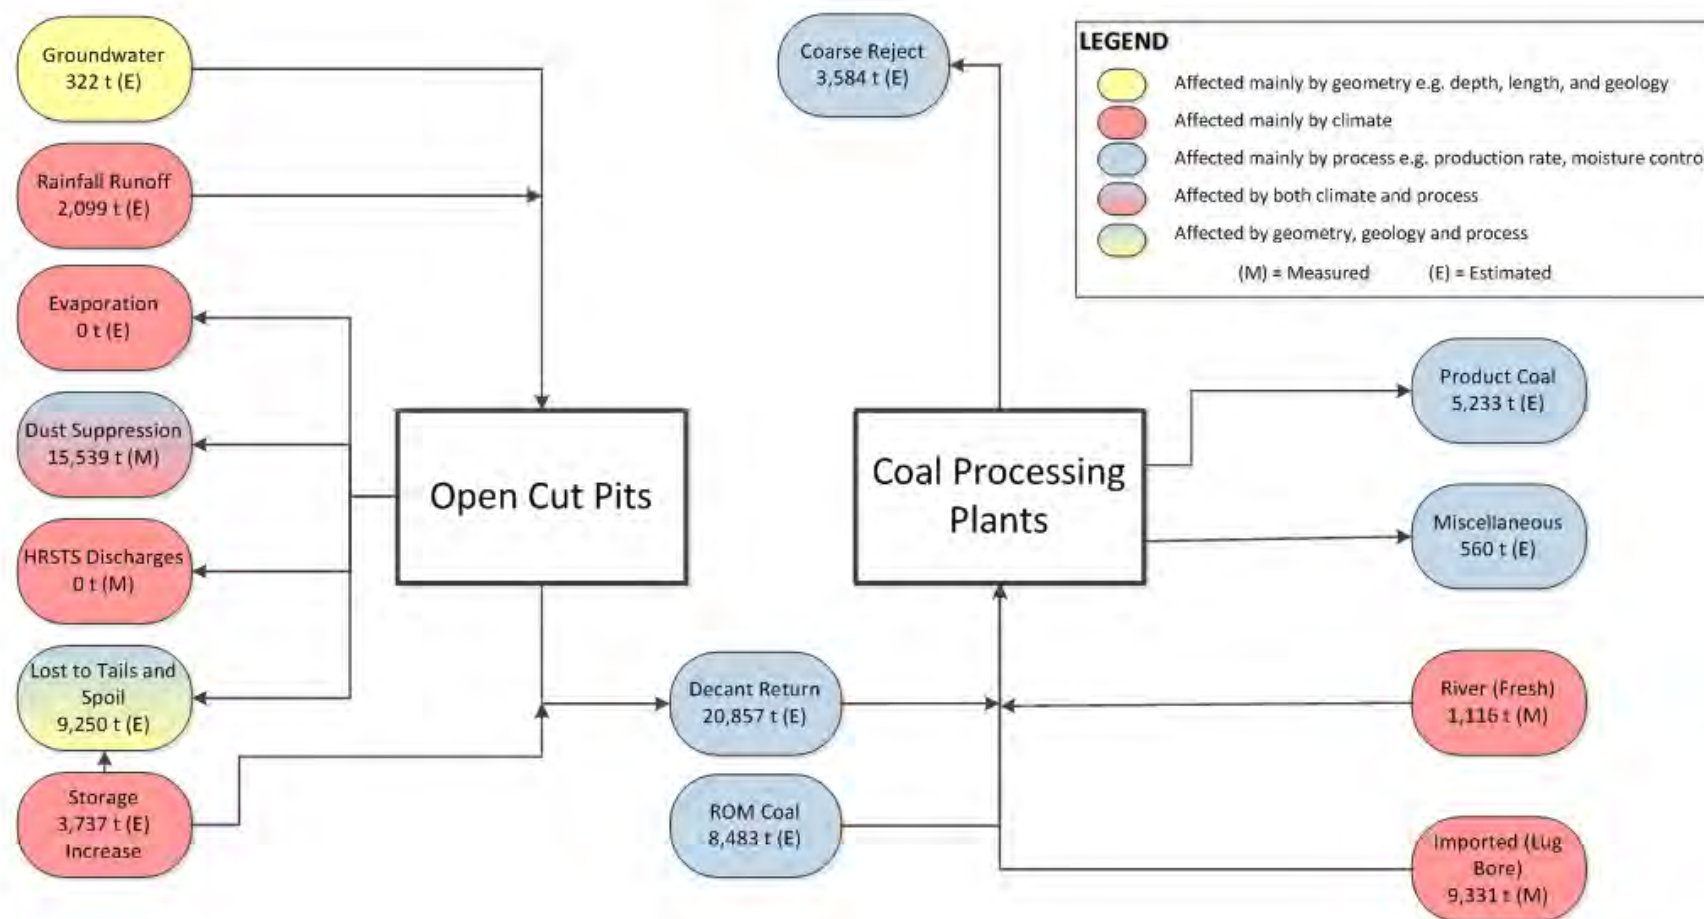 Groundwater
322 t (E)
Rainfall Runoff
2,099 t (E)
Evaporation
0 t (E)
Dust Suppression
15,539 t (M)
HRSTS Discharges
0 t (M)
Lost to Tails and
Spoil
9,250 t (E)
Storage
3,737 t (E)
Increase
Open Cut Pits
Decant Return
20,857 t (E)
ROM Coal
8,483 t (E)
Coarse Reject
3,584 t (E)
Coal Processing
Plants
LEGEND
Affected mainly by geometry e.g. depth, length, and geology
Affected mainly by climate
Affected mainly by process e.g. production rate, moisture contro
Affected by both climate and process
Affected by geometry, geology and process
(M) = Measured (E) = Estimated
Product Coal
5,233 t (E)
Miscellaneous
560 t (E)
River (Fresh)
1,116 t (M)
Imported (Lug
Bore)
9,331 t (M)